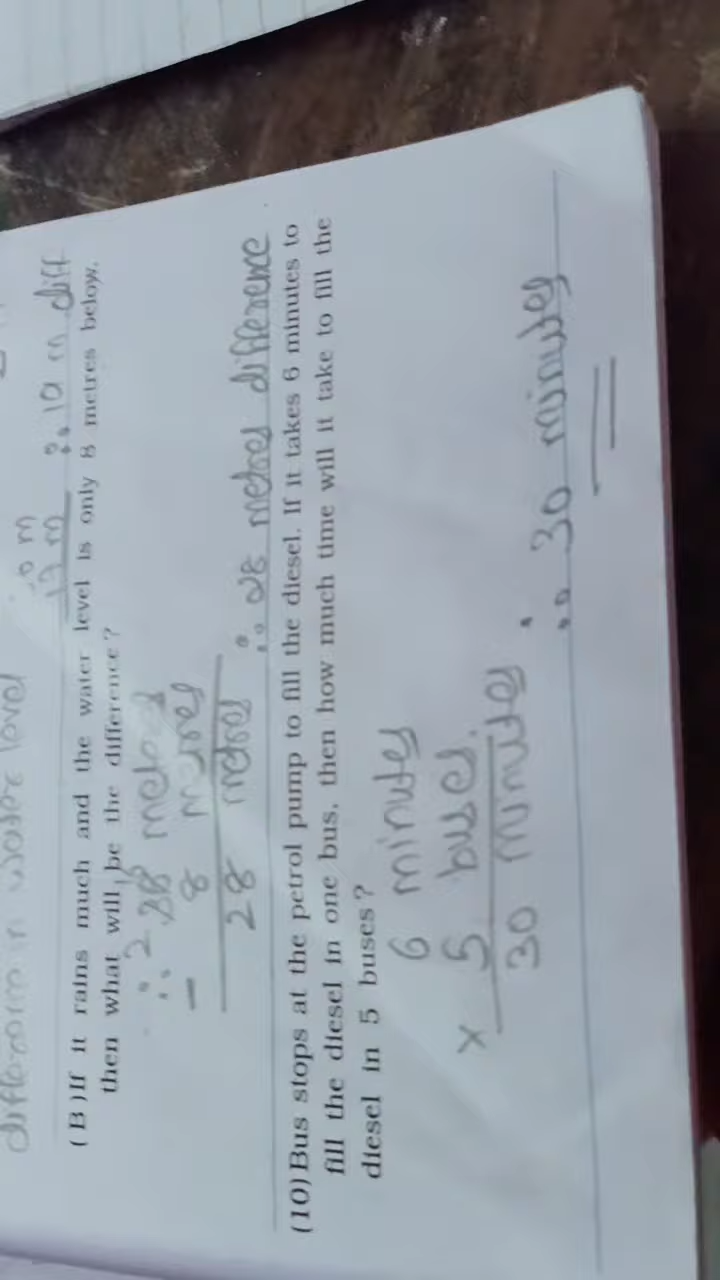 difference in water level
m
17 m ∴ 19 m diff
(B) If it rains much and the water level is only 8 metres below,
then what will be the difference ?
∴ 28 metres
− 8 metres
28 metres ∴ 28 metres difference
(10) Bus stops at the petrol pump to fill the diesel. If it takes 6 minutes to
fill the diesel in one bus, then how much time will it take to fill the
diesel in 5 buses ?
6 minutes
× 5 buses.
30 minutes. ∴ 30 minutes